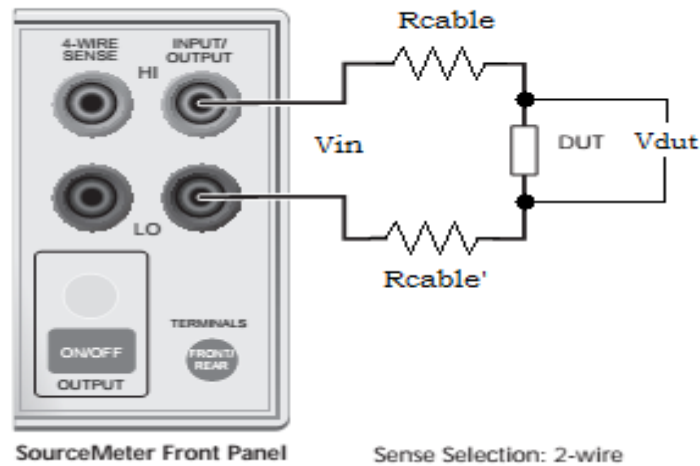 4-WIRE
SENSE
INPUT/
OUTPUT
HI
LO
ON/OFF
OUTPUT
TERMINALS
FRONT/
REAR
Rcable
Vin
DUT
Vdut
Rcable'
SourceMeter Front Panel
Sense Selection: 2-wire